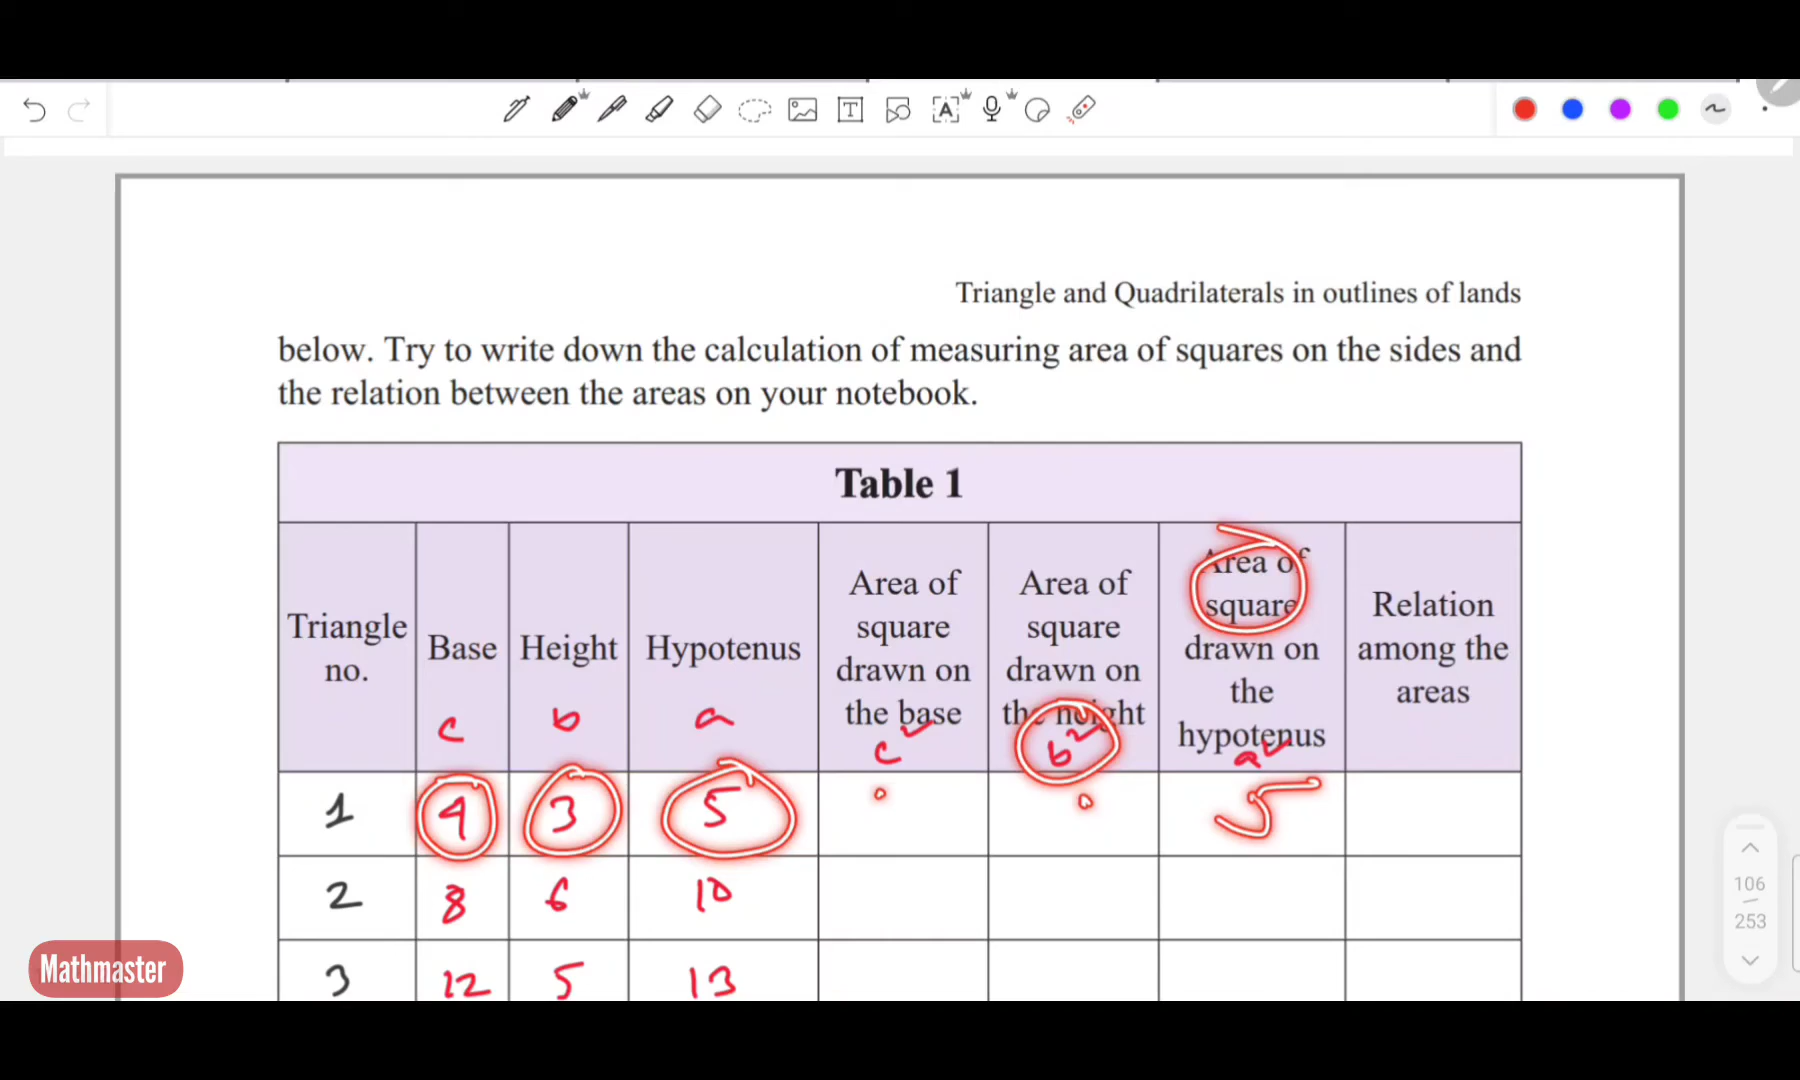 Triangle and Quadrilaterals in outlines of lands
below. Try to write down the calculation of measuring area of squares on the sides and
the relation between the areas on your notebook.
Table 1
Triangle no.
Base
c
Height
b
Hypotenus
a
Area of square drawn on the base
c²
Area of square drawn on the height
b²
Area of square drawn on the hypotenus
a²
Relation among the areas
1 4 3 5 5
2 8 6 10
3 12 5 13
106
253
Mathmaster